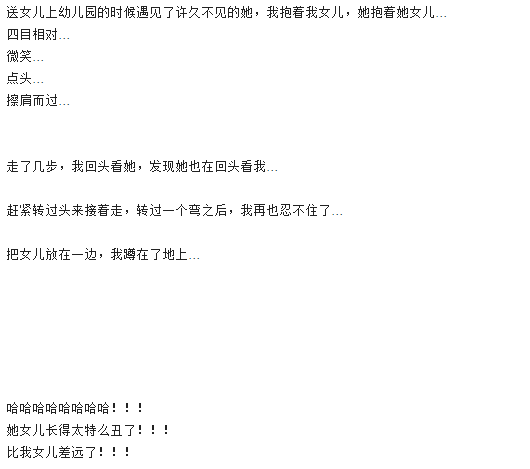 送女儿上幼儿园的时候遇见了许久不见的她，我抱着我女儿，她抱着她女儿…
四目相对…
微笑…
点头…
擦肩而过…
走了几步，我回头看她，发现她也在回头看我…
赶紧转过头来接着走，转过一个弯之后，我再也忍不住了…
把女儿放在一边，我蹲在了地上…
哈哈哈哈哈哈哈哈！！！
她女儿长得太特么丑了！！！
比我女儿差远了！！！